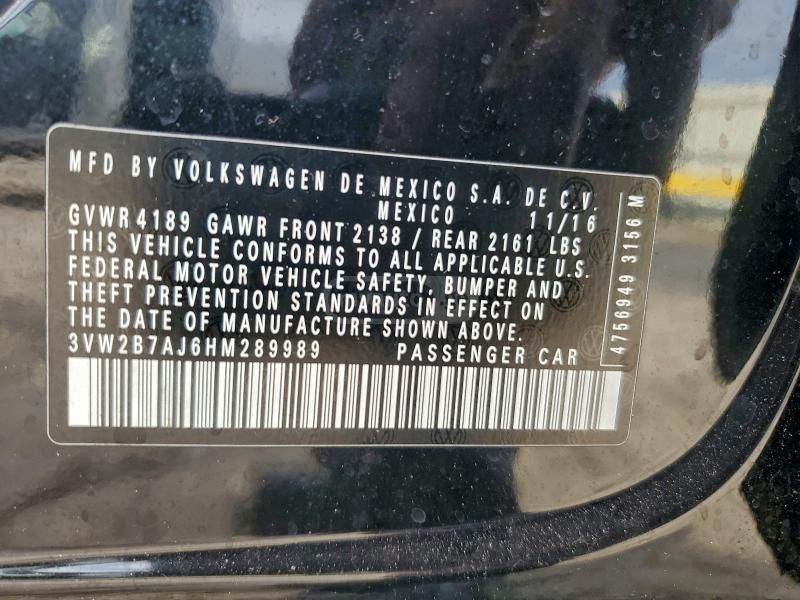 MFD BY VOLKSWAGEN DE MEXICO S.A. DE C.V.
MEXICO 11/16
GVWR 4189 GAWR FRONT 2138 / REAR 2161 LBS
THIS VEHICLE CONFORMS TO ALL APPLICABLE U.S.
FEDERAL MOTOR VEHICLE SAFETY, BUMPER AND
THEFT PREVENTION STANDARDS IN EFFECT ON
THE DATE OF MANUFACTURE SHOWN ABOVE.
3VW2B7AJ6HM289989 PASSENGER CAR
4756949 3156 M